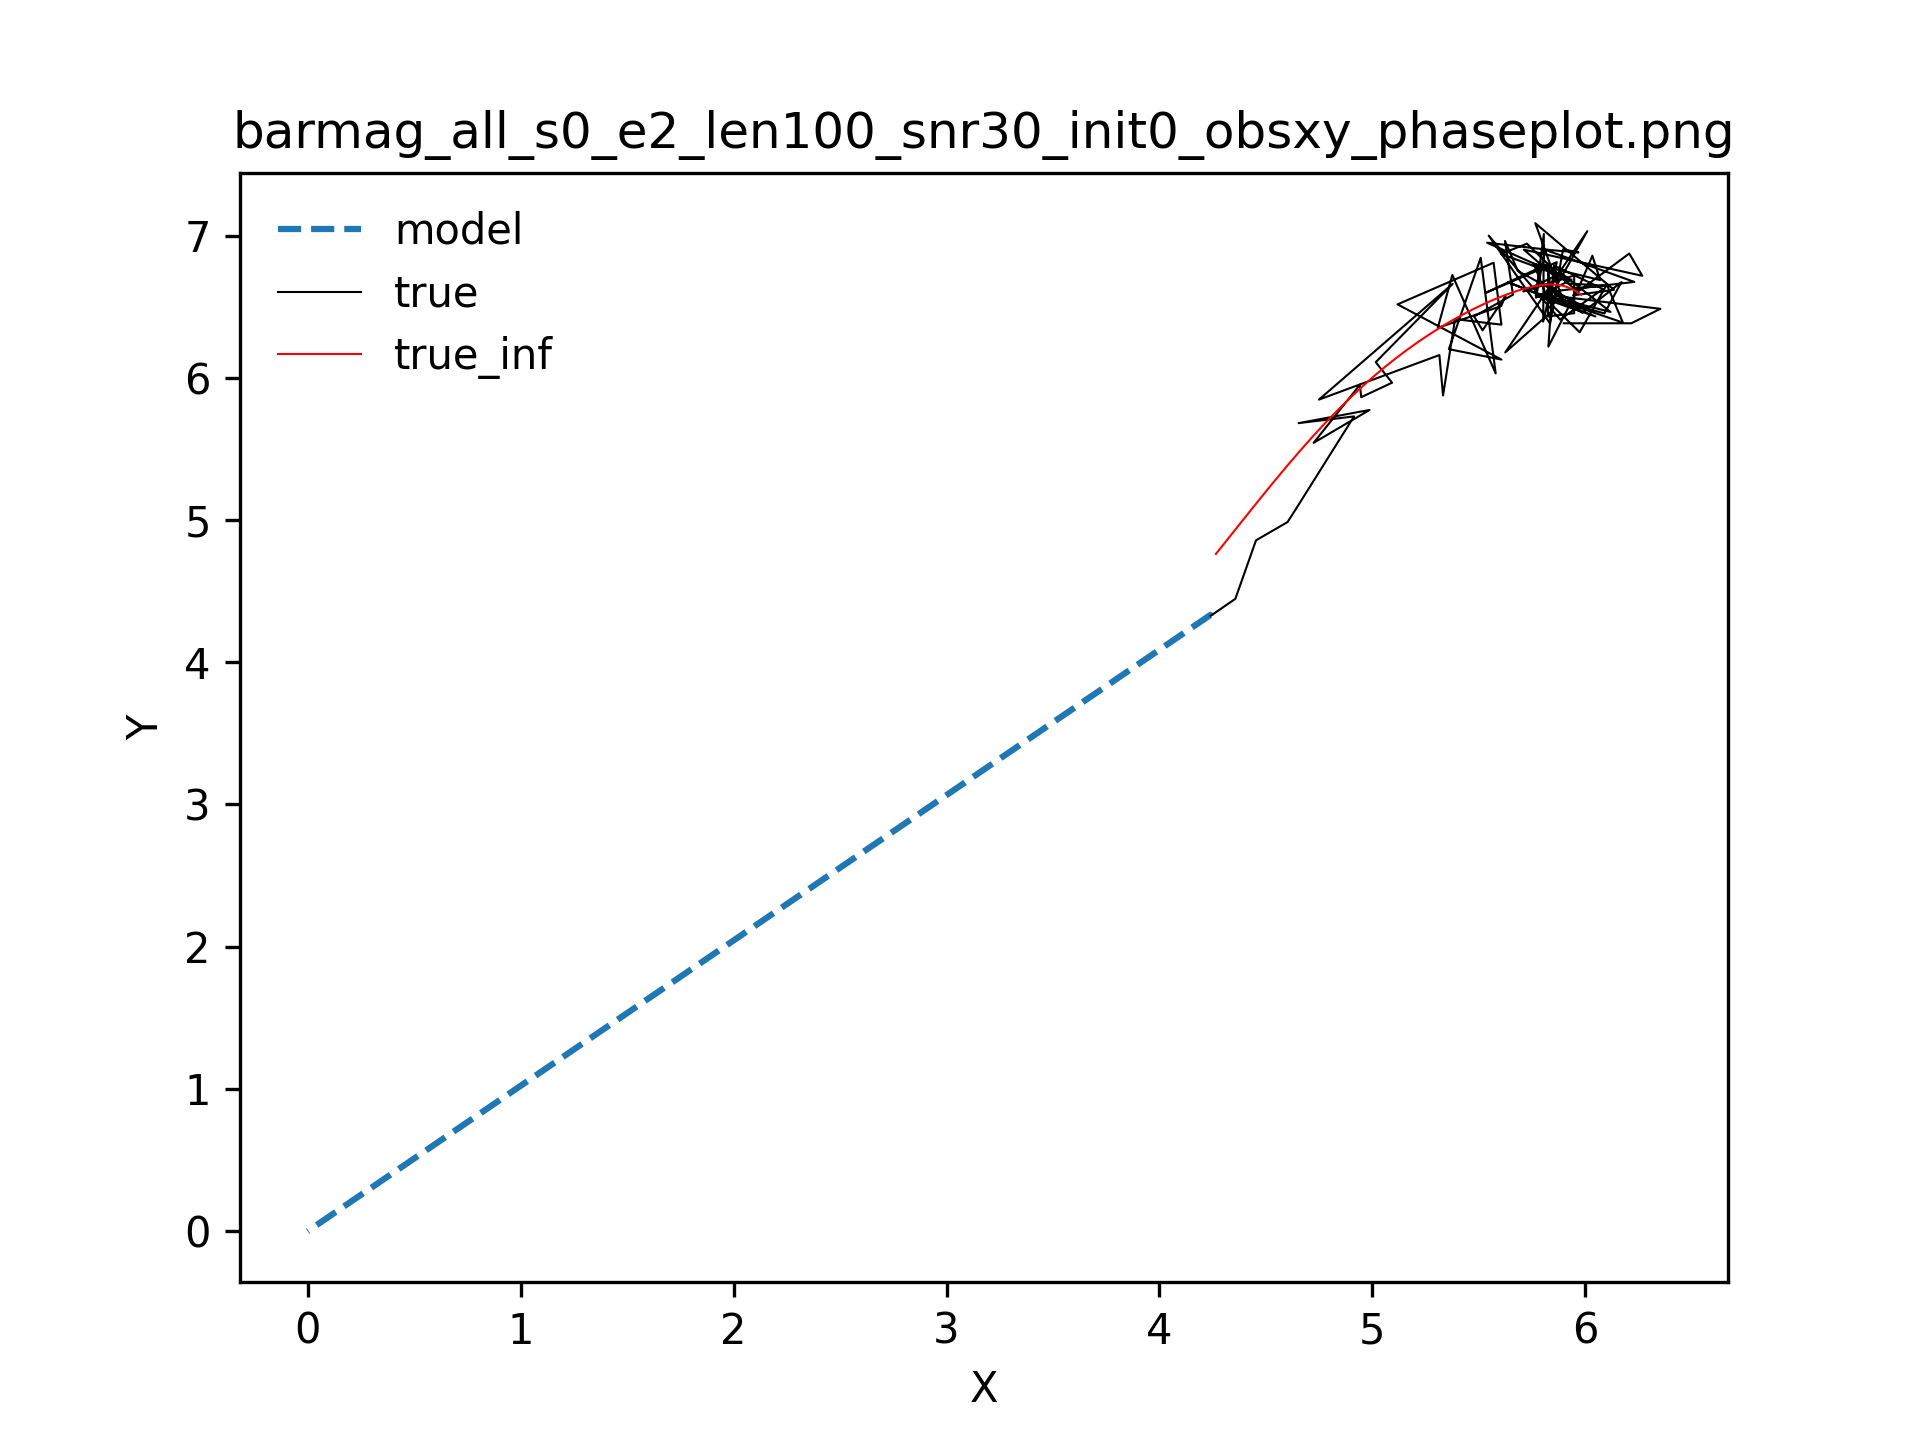 barmag_all_s0_e2_len100_snr30_init0_obsxy_phaseplot.png
model
true
true_inf
7
6
5
4
3
2
1
0
Y
0 1 2 3 4 5 6
X